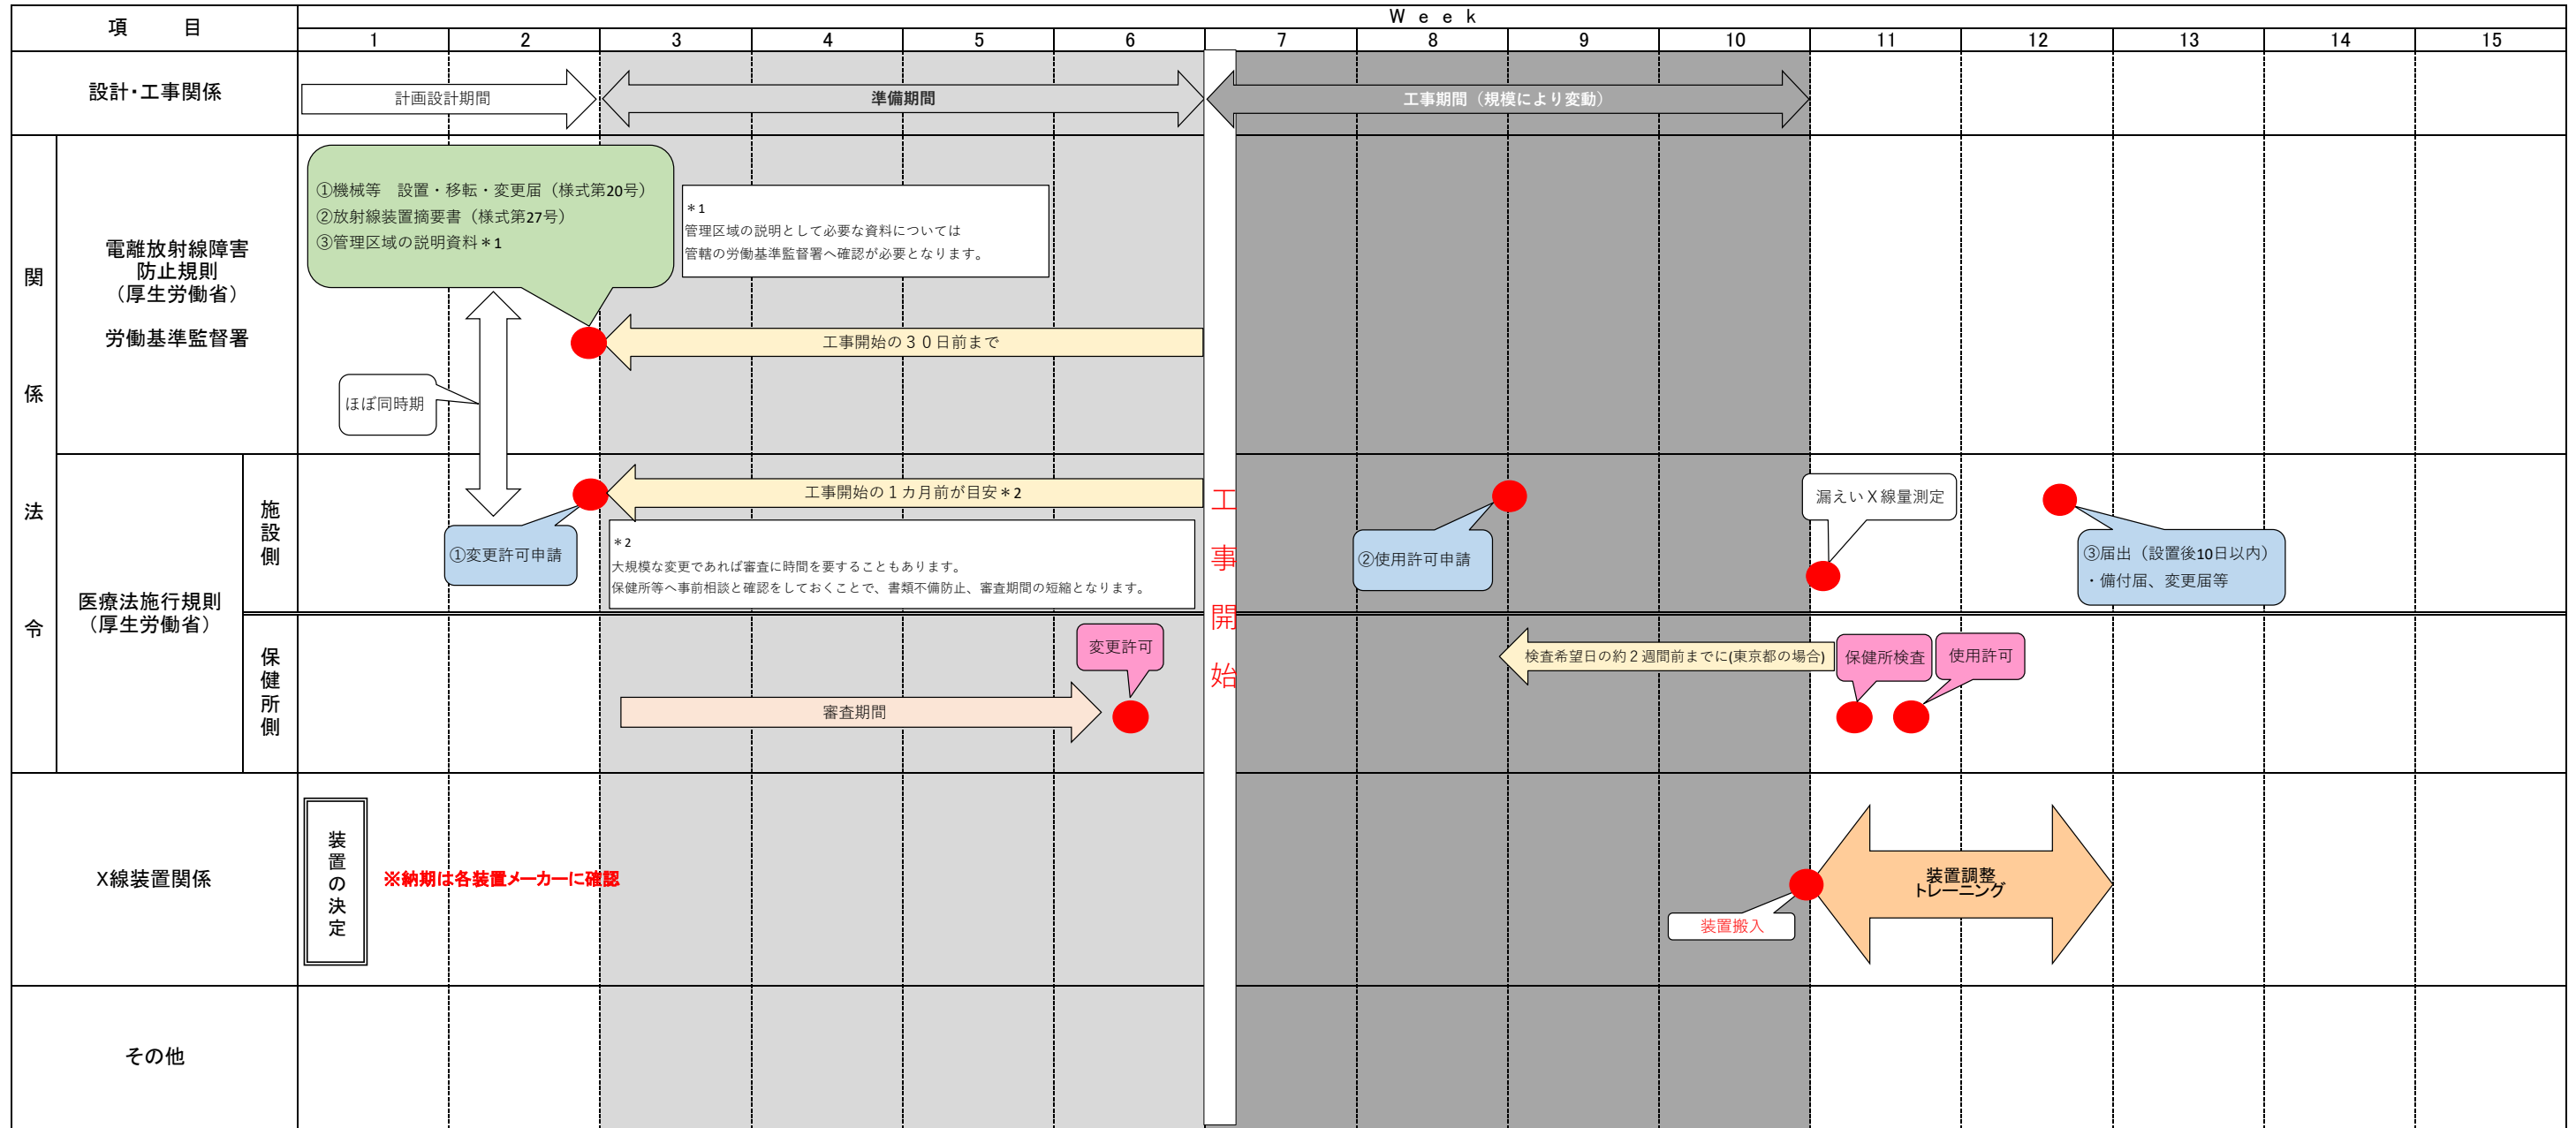 項　　目
Ｗｅｅｋ
1 2 3 4 5 6 7 8 9 10 11 12 13 14 15
設計・工事関係
計画設計期間
準備期間
工事期間（規模により変動）
関係法令
電離放射線障害
防止規則
（厚生労働省）
労働基準監督署
①機械等　設置・移転・変更届（様式第20号）
②放射線装置摘要書（様式第27号）
③管理区域の説明資料＊1
＊1
管理区域の説明として必要な資料については
管轄の労働基準監督署へ確認が必要となります。
工事開始の３０日前まで
ほぼ同時期
医療法施行規則
（厚生労働省）
施設側
工事開始の１カ月前が目安＊2
①変更許可申請
＊2
大規模な変更であれば審査に時間を要することもあります。
保健所等へ事前相談と確認をしておくことで、書類不備防止、審査期間の短縮となります。
工事開始
②使用許可申請
漏えいＸ線量測定
③届出（設置後10日以内）
・備付届、変更届等
保健所側
変更許可
審査期間
検査希望日の約２週間前までに(東京都の場合)
保健所検査
使用許可
X線装置関係
装置の決定
※納期は各装置メーカーに確認
装置搬入
装置調整
トレーニング
その他